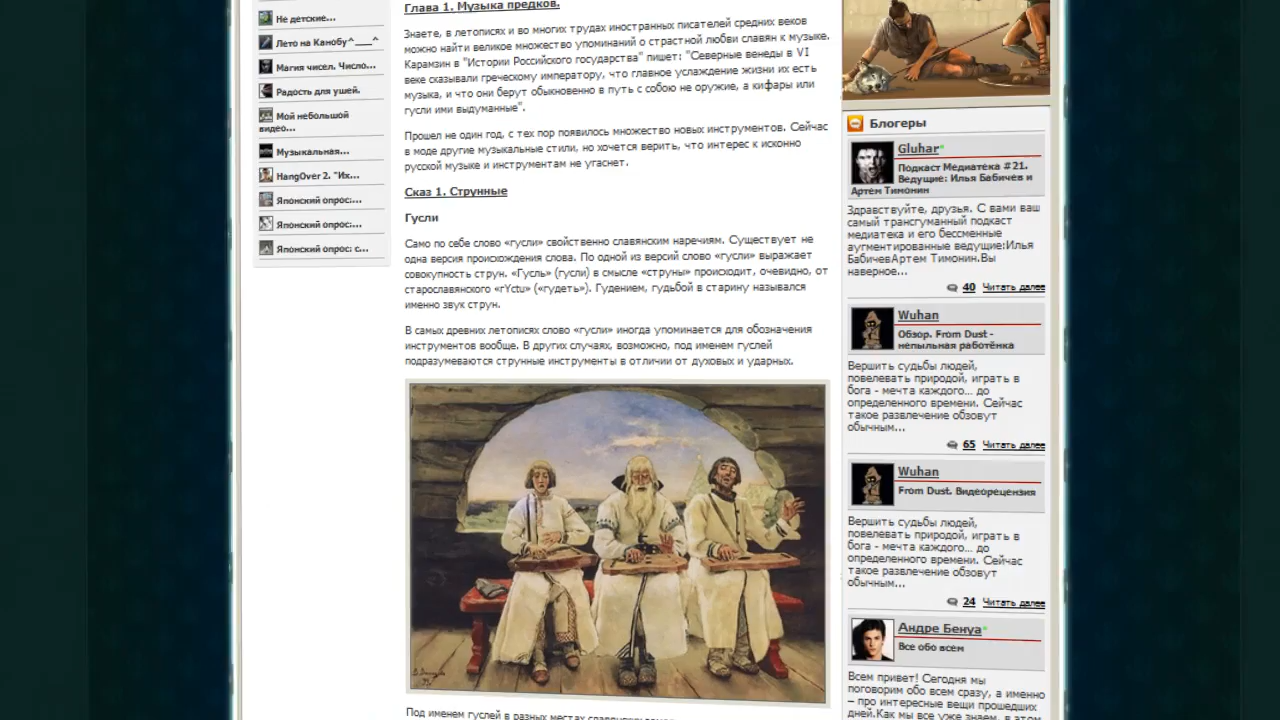 Не детские...
Лето на Канобу^___^
Магия чисел. Число...
Радость для ушей.
Мой небольшой
видео...
Музыкальная...
HangOver 2. "Их...
Японский опрос:...
Японский опрос:...
Японский опрос: с...
Глава 1. Музыка предков.
Знаете, в летописях и во многих трудах иностранных писателей средних веков
можно найти великое множество упоминаний о страстной любви славян к музыке.
Карамзин в "Истории Российского государства" пишет: "Северные венеды в VI
веке сказывали греческому императору, что главное услаждение жизни их есть
музыка, и что они берут обыкновенно в путь с собою не оружие, а кифары или
гусли ими выдуманные".
Прошел не один год, с тех пор появилось множество новых инструментов. Сейчас
в моде другие музыкальные стили, но хочется верить, что интерес к исконно
русской музыке и инструментам не угаснет.
Сказ 1. Струнные
Гусли
Само по себе слово «гусли» свойственно славянским наречиям. Существует не
одна версия происхождения слова. По одной из версий слово «гусли» выражает
совокупность струн. «Гусль» (гусли) в смысле «струны» происходит, очевидно, от
старославянского «гYсtu» («гудеть»). Гудением, гудьбой в старину назывался
именно звук струн.
В самых древних летописях слово «гусли» иногда упоминается для обозначения
инструментов вообще. В других случаях, возможно, под именем гуслей
подразумеваются струнные инструменты в отличии от духовых и ударных.
Под именем гуслей в разных местах
Блогеры
Gluhar
Подкаст Медиатека #21.
Ведущие: Илья Бабичев и
Артем Тимонин
Здравствуйте, друзья. С вами ваш
самый трансгуманный подкаст
медиатека и его бессменные
аугментированные ведущие:Илья
БабичевАртем Тимонин.Вы
наверное...
40 Читать далее
Wuhan
Обзор. From Dust -
непыльная работёнка
Вершить судьбы людей,
повелевать природой, играть в
бога - мечта каждого... до
определенного времени. Сейчас
такое развлечение обзовут
обычным...
65 Читать далее
Wuhan
From Dust. Видеорецензия
Вершить судьбы людей,
повелевать природой, играть в
бога - мечта каждого... до
определенного времени. Сейчас
такое развлечение обзовут
обычным...
24 Читать далее
Андре Бенуа
Все обо всем
Всем привет! Сегодня мы
поговорим обо всем сразу, а именно
– про интересные вещи прошедших
дней.Как мы все уже знаем, в этом